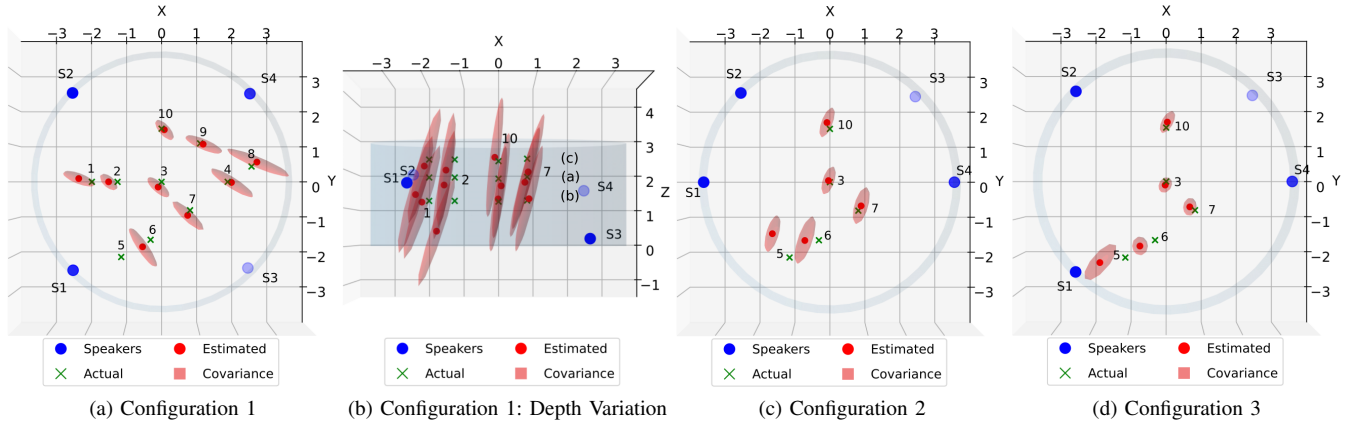 X
−3 −2 −1 0 1 2 3
S2
S4
10
9
8
1
2
3
4
7
6
5
S1
S3
3
2
1
0
−1
−2
−3
Y
Speakers
Estimated
Actual
Covariance
(a) Configuration 1
X
−3 −2 −1 0 1 2 3
10
(c)
(a)
(b)
S1
S2
2
7
1
S4
S3
4
3
2
1
0
−1
Z
Speakers
Estimated
Actual
Covariance
(b) Configuration 1: Depth Variation
X
−3 −2 −1 0 1 2 3
S2
S3
10
3
7
6
5
S1
S4
3
2
1
0
−1
−2
−3
Y
Speakers
Estimated
Actual
Covariance
(c) Configuration 2
X
−3 −2 −1 0 1 2 3
S2
S3
10
S4
3
7
6
5
S1
3
2
1
0
−1
−2
−3
Y
Speakers
Estimated
Actual
Covariance
(d) Configuration 3